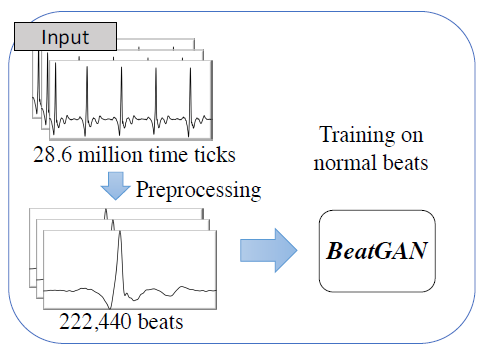 Input
28.6 million time ticks
Preprocessing
222,440 beats
Training on
normal beats
BeatGAN